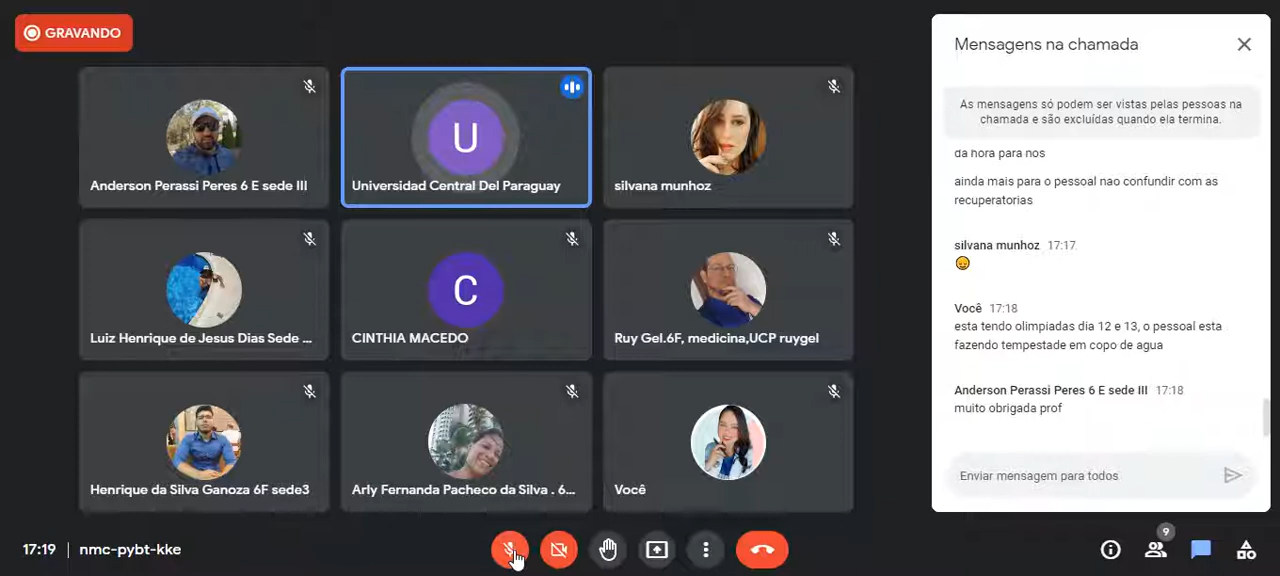 GRAVANDO
Anderson Perassi Peres 6 E sede III
U
Universidad Central Del Paraguay
silvana munhoz
Luiz Henrique de Jesus Dias Sede ...
C
CINTHIA MACEDO
Ruy Gel.6F, medicina,UCP ruygel
Henrique da Silva Ganoza 6F sede3
Arly Fernanda Pacheco da Silva . 6...
Você
Mensagens na chamada
As mensagens só podem ser vistas pelas pessoas na
chamada e são excluídas quando ela termina.
da hora para nos
ainda mais para o pessoal nao confundir com as
recuperatorias
silvana munhoz 17:17
Você 17:18
esta tendo olimpiadas dia 12 e 13, o pessoal esta
fazendo tempestade em copo de agua
Anderson Perassi Peres 6 E sede III 17:18
muito obrigada prof
Enviar mensagem para todos
17:19 | nmc-pybt-kke
9